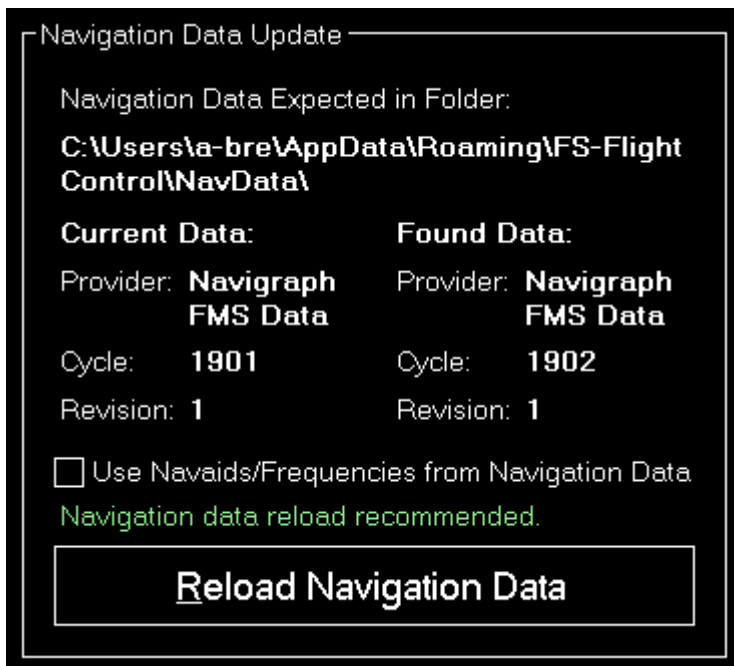 Navigation Data Update
Navigation Data Expected in Folder:
C:\Users\a-bre\AppData\Roaming\FS-Flight
Control\NavData\
Current Data: Found Data:
Provider: Navigraph Provider: Navigraph
FMS Data FMS Data
Cycle: 1901 Cycle: 1902
Revision: 1 Revision: 1
Use Navaids/Frequencies from Navigation Data
Navigation data reload recommended.
Reload Navigation Data